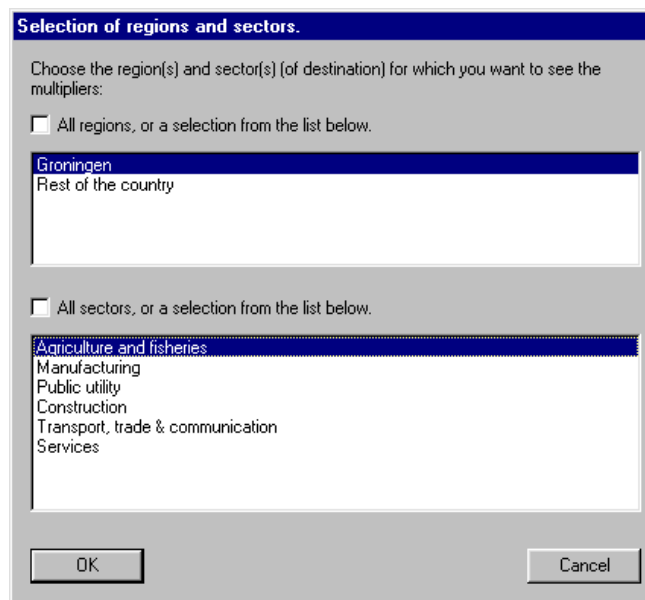 Selection of regions and sectors.
Choose the region(s) and sector(s) (of destination) for which you want to see the
multipliers:
All regions, or a selection from the list below.
Groningen
Rest of the country
All sectors, or a selection from the list below.
Agriculture and fisheries
Manufacturing
Public utility
Construction
Transport, trade & communication
Services
OK
Cancel